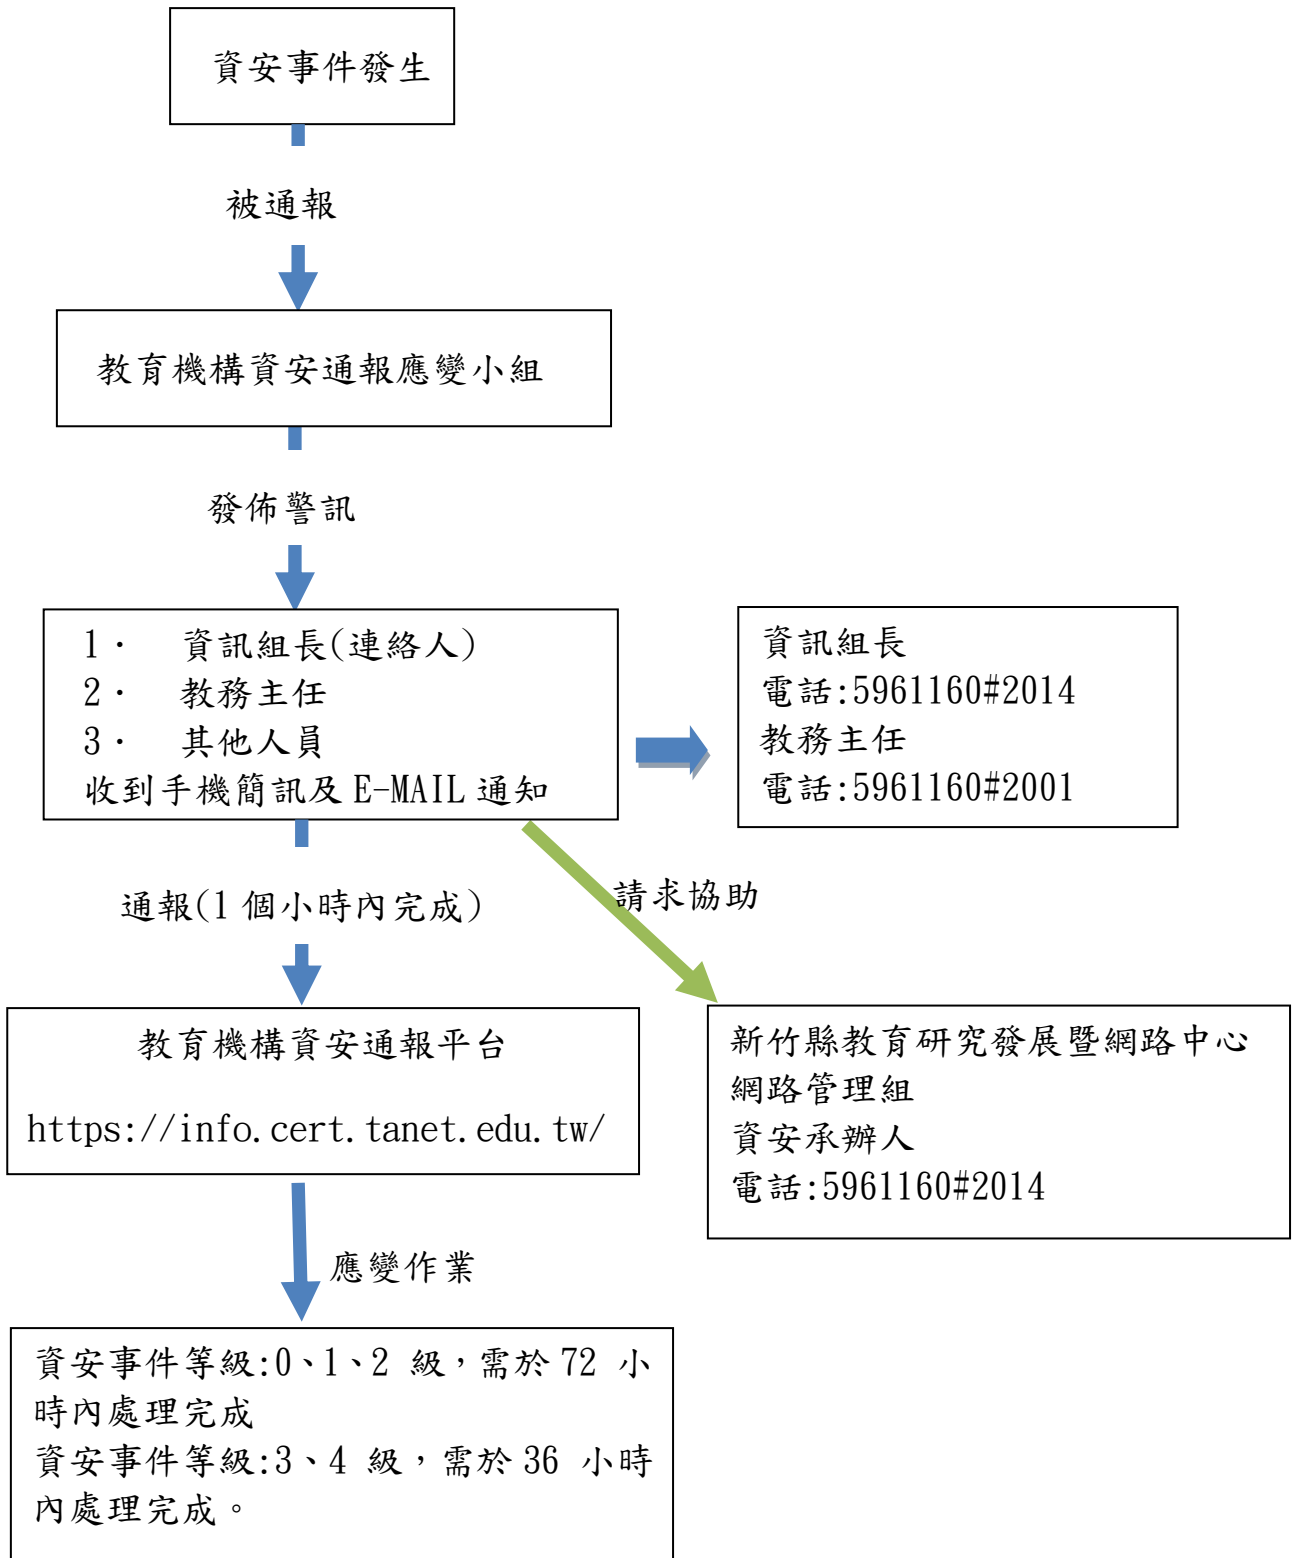 資安事件發生
被通報
教育機構資安通報應變小組
發佈警訊
1． 資訊組長(連絡人)
2． 教務主任
3． 其他人員
收到手機簡訊及 E-MAIL 通知
資訊組長
電話:5961160#2014
教務主任
電話:5961160#2001
通報(1 個小時內完成)
請求協助
教育機構資安通報平台
https://info.cert.tanet.edu.tw/
新竹縣教育研究發展暨網路中心
網路管理組
資安承辦人
電話:5961160#2014
應變作業
資安事件等級:0、1、2 級，需於 72 小
時內處理完成
資安事件等級:3、4 級，需於 36 小時
內處理完成。